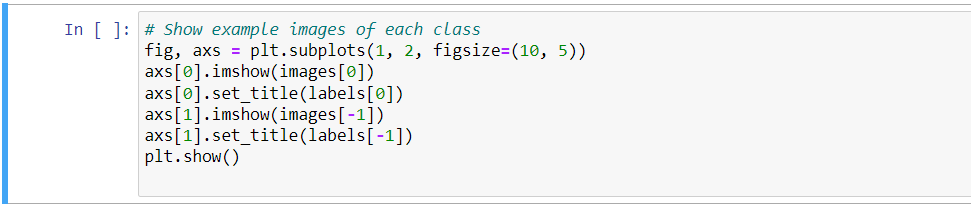 In [ ]: # Show example images of each class
fig, axs = plt.subplots(1, 2, figsize=(10, 5))
axs[0].imshow(images[0])
axs[0].set_title(labels[0])
axs[1].imshow(images[-1])
axs[1].set_title(labels[-1])
plt.show()